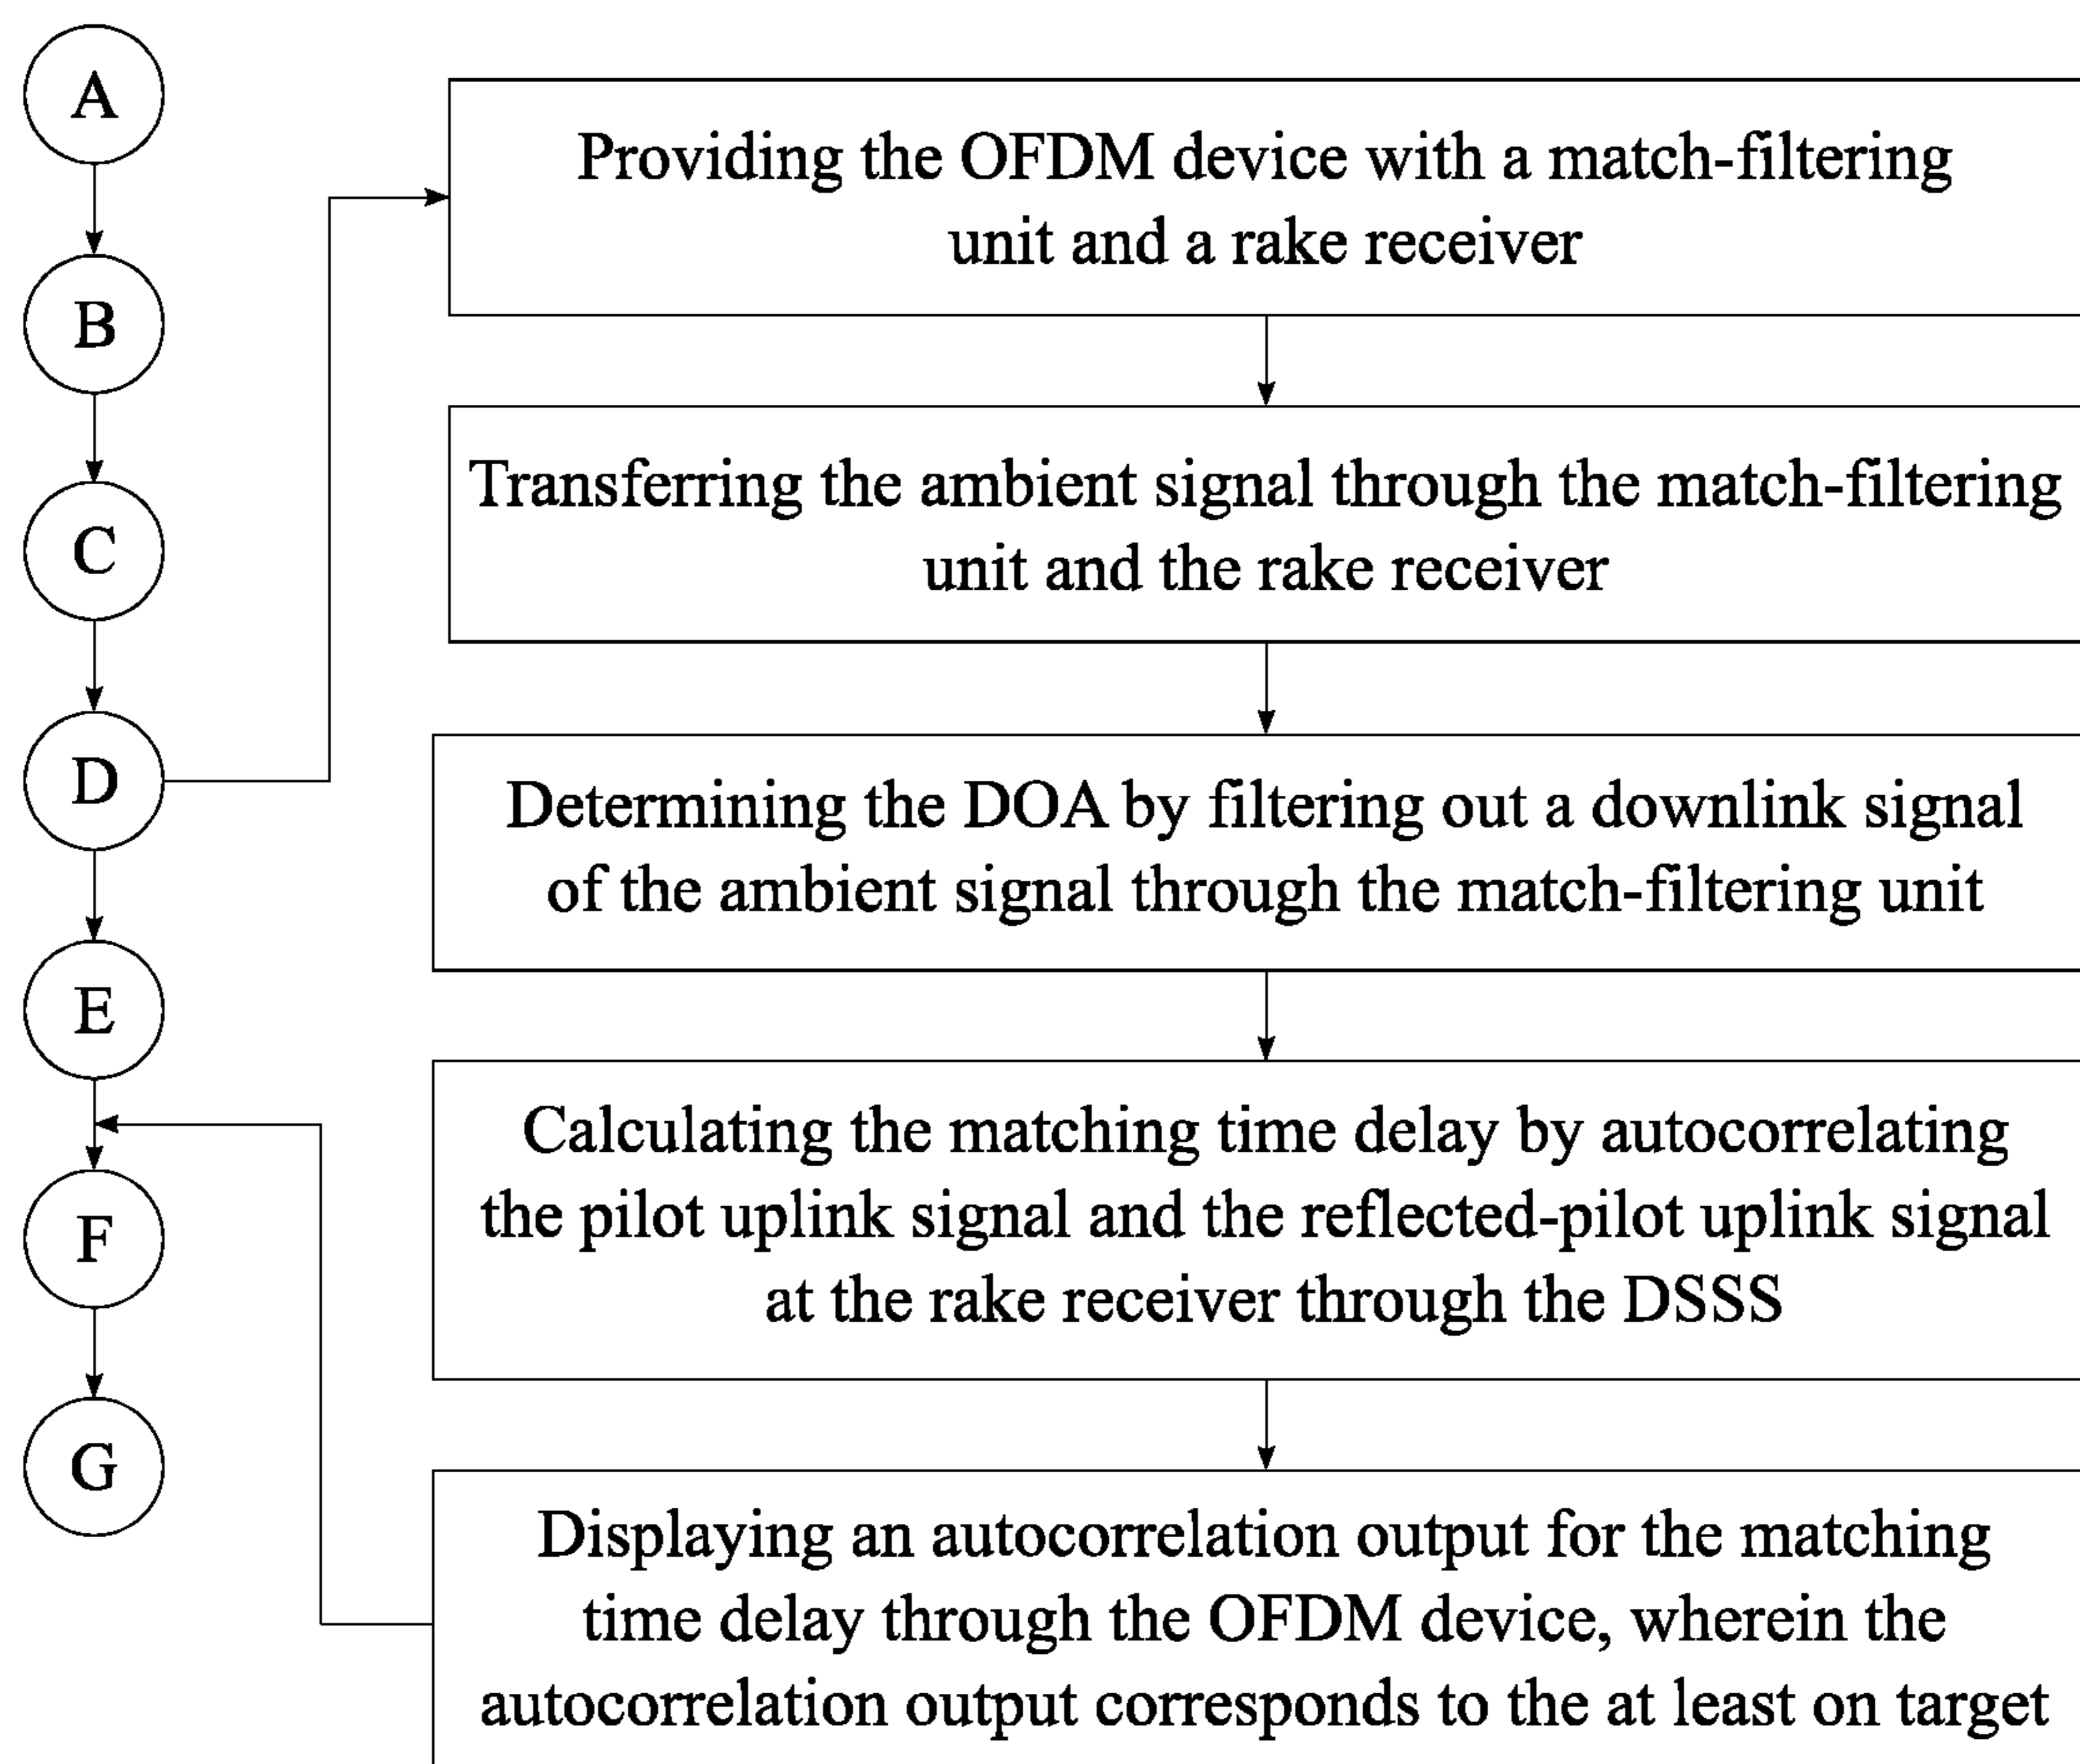 A
B
C
D
E
F
G
Providing the OFDM device with a match-filtering
unit and a rake receiver
Transferring the ambient signal through the match-filtering
unit and the rake receiver
Determining the DOA by filtering out a downlink signal
of the ambient signal through the match-filtering unit
Calculating the matching time delay by autocorrelating
the pilot uplink signal and the reflected-pilot uplink signal
at the rake receiver through the DSSS
Displaying an autocorrelation output for the matching
time delay through the OFDM device, wherein the
autocorrelation output corresponds to the at least on target